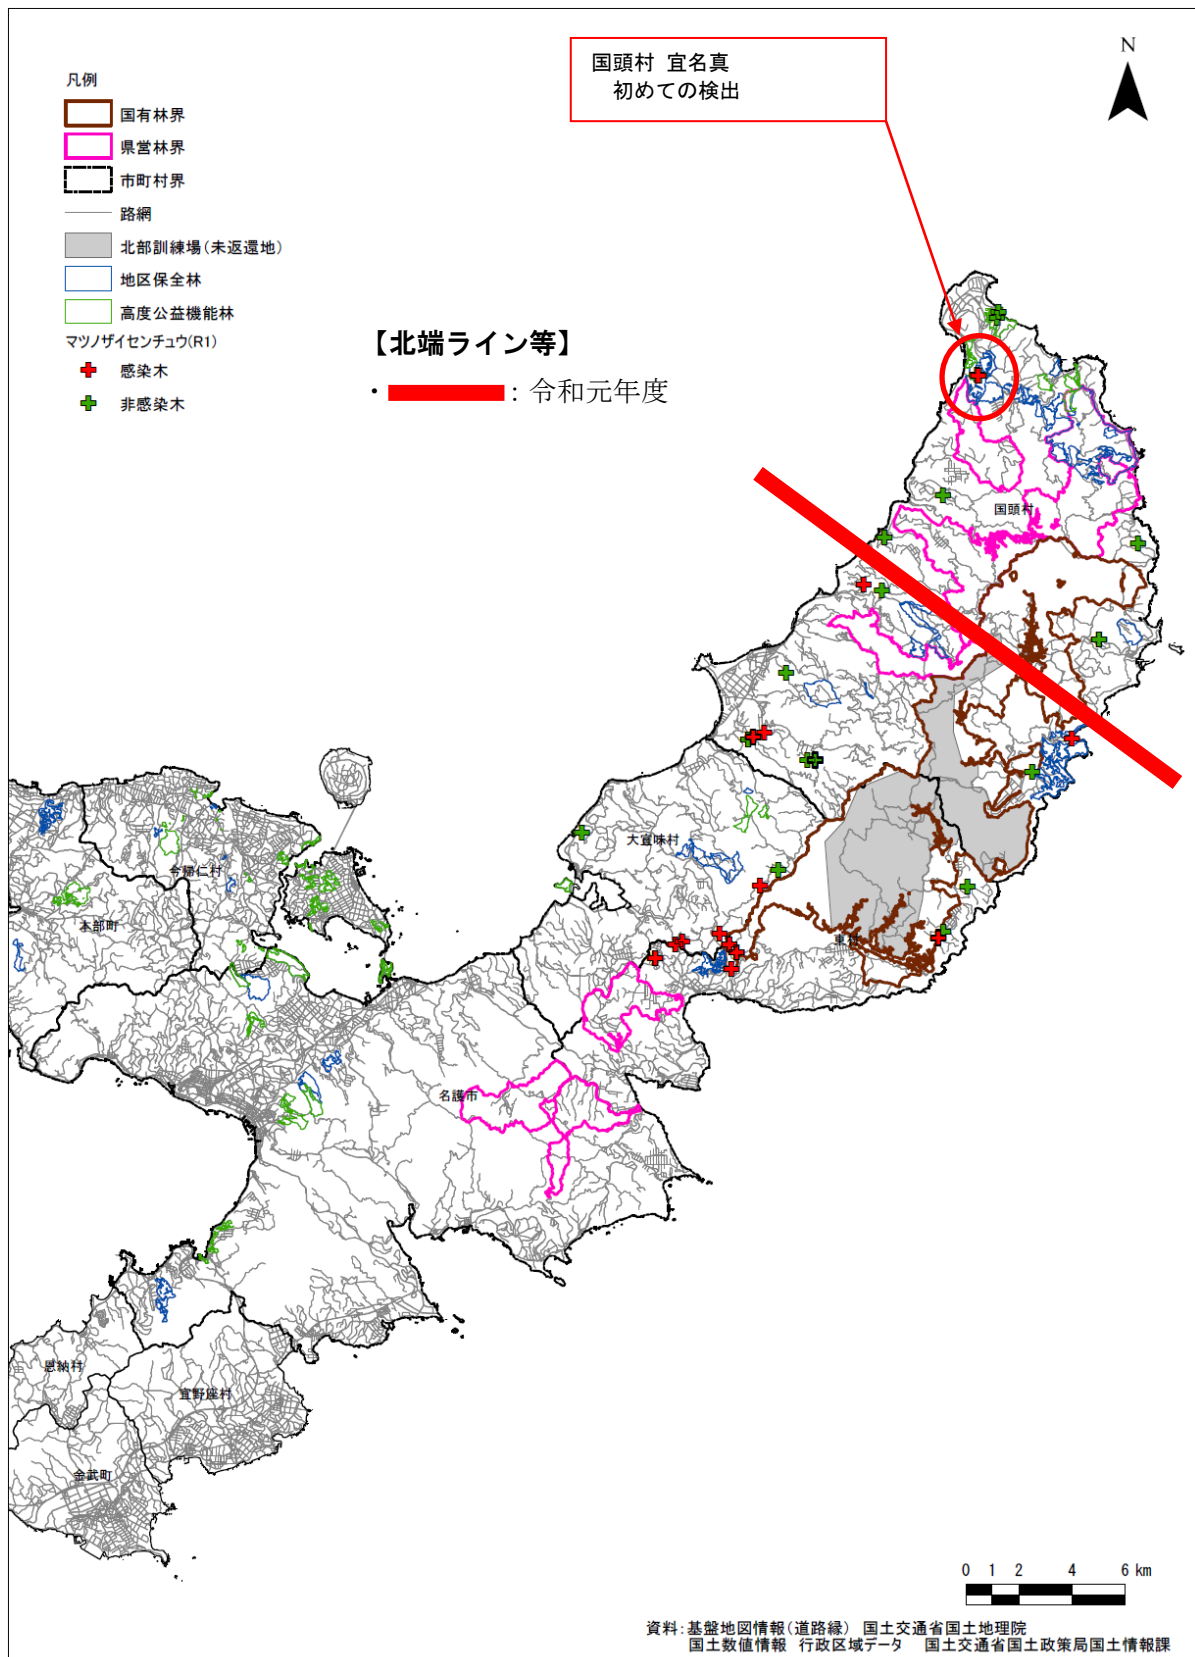 国頭村 宜名真
初めての検出
N
凡例
国有林界
県営林界
市町村界
路網
北部訓練場(未返還地)
地区保全林
高度公益機能林
マツノザイセンチュウ(R1)
感染木
非感染木
【北端ライン等】
・ : 令和元年度
国頭村
大宜味村
今帰仁村
本部町
東村
名護市
恩納村
宜野座村
金武町
0 1 2 4 6 km
資料:基盤地図情報(道路縁) 国土交通省国土地理院
国土数値情報 行政区域データ 国土交通省国土政策局国土情報課